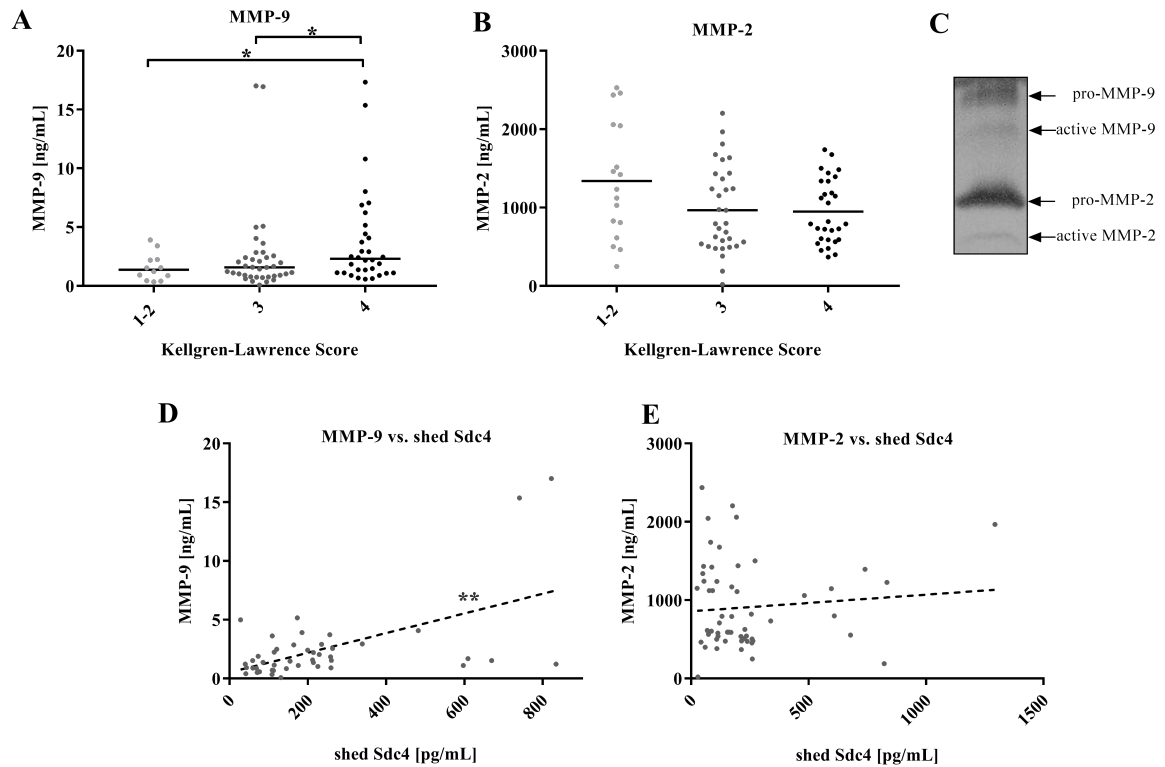 A
MMP-9
*
*
MMP-9 [ng/mL]
20
15
10
5
0
1-2
3
4
Kellgren-Lawrence Score
B
MMP-2
MMP-2 [ng/mL]
3000
2000
1000
0
1-2
3
4
Kellgren-Lawrence Score
C
pro-MMP-9
active MMP-9
pro-MMP-2
active MMP-2
D
MMP-9 vs. shed Sdc4
MMP-9 [ng/mL]
20
15
10
5
0
**
0
200
400
600
800
shed Sdc4 [pg/mL]
E
MMP-2 vs. shed Sdc4
MMP-2 [ng/mL]
3000
2000
1000
0
0
500
1000
1500
shed Sdc4 [pg/mL]